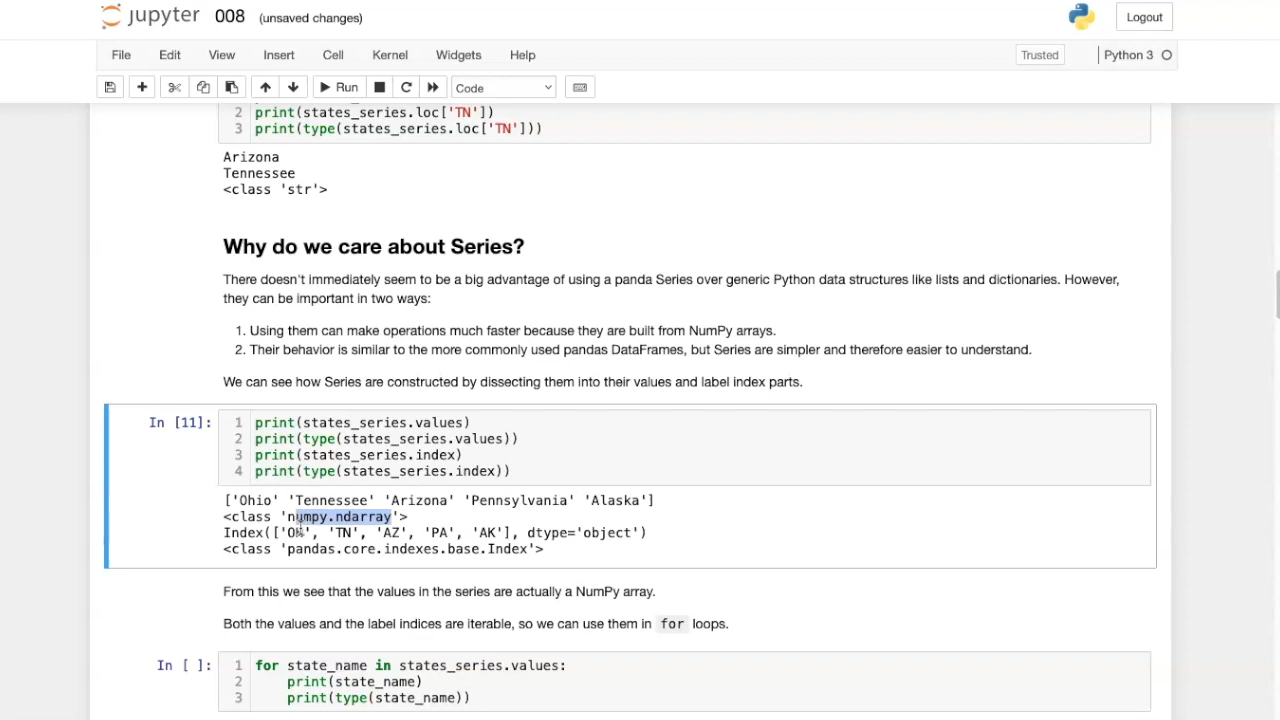 jupyter 008 (unsaved changes) Logout
File Edit View Insert Cell Kernel Widgets Help Trusted Python 3
Run Code
2 print(states_series.loc['TN'])
3 print(type(states_series.loc['TN']))
Arizona
Tennessee
<class 'str'>
Why do we care about Series?
There doesn't immediately seem to be a big advantage of using a panda Series over generic Python data structures like lists and dictionaries. However,
they can be important in two ways:
1. Using them can make operations much faster because they are built from NumPy arrays.
2. Their behavior is similar to the more commonly used pandas DataFrames, but Series are simpler and therefore easier to understand.
We can see how Series are constructed by dissecting them into their values and label index parts.
In [11]:
1 print(states_series.values)
2 print(type(states_series.values))
3 print(states_series.index)
4 print(type(states_series.index))
['Ohio' 'Tennessee' 'Arizona' 'Pennsylvania' 'Alaska']
<class 'numpy.ndarray'>
Index(['OH', 'TN', 'AZ', 'PA', 'AK'], dtype='object')
<class 'pandas.core.indexes.base.Index'>
From this we see that the values in the series are actually a NumPy array.
Both the values and the label indices are iterable, so we can use them in for loops.
In [ ]:
1 for state_name in states_series.values:
2 print(state_name)
3 print(type(state_name))